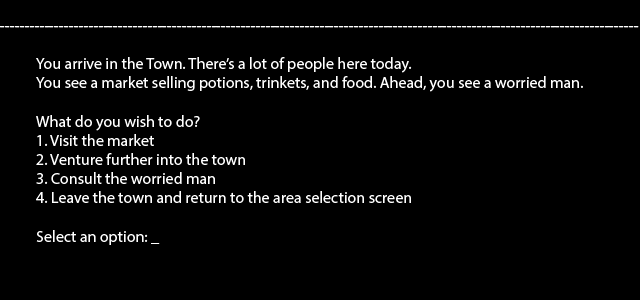 You arrive in the Town. There's a lot of people here today.
You see a market selling potions, trinkets, and food. Ahead, you see a worried man.
What do you wish to do?
1. Visit the market
2. Venture further into the town
3. Consult the worried man
4. Leave the town and return to the area selection screen
Select an option: _